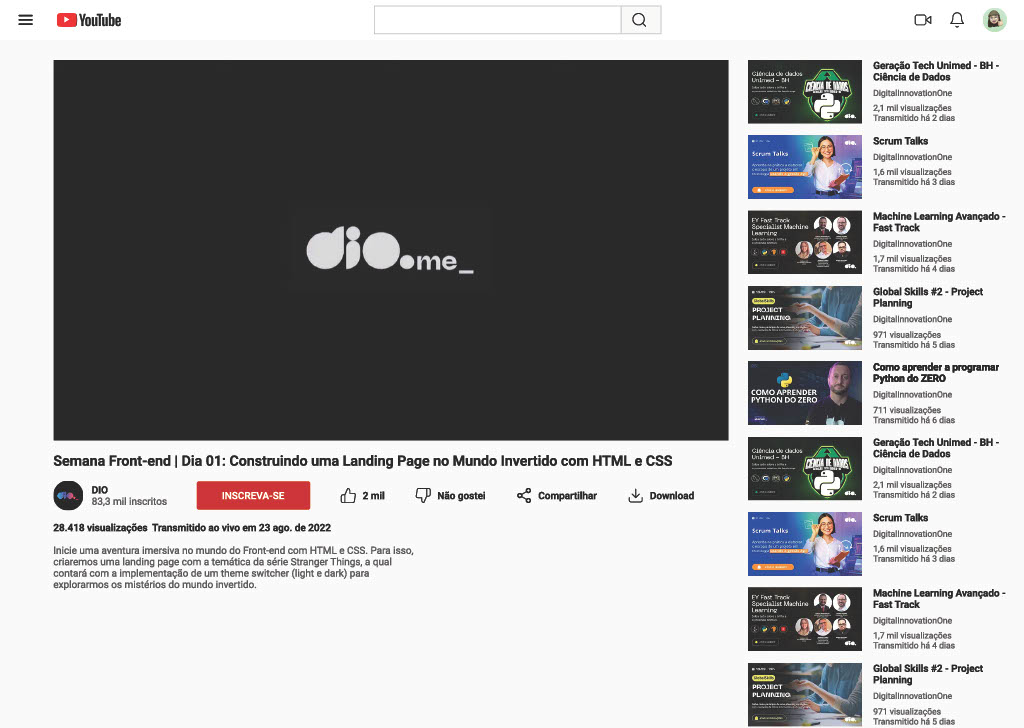 YouTube
dio.me_
Semana Front-end | Dia 01: Construindo uma Landing Page no Mundo Invertido com HTML e CSS
DIO
83,3 mil inscritos
INSCREVA-SE
2 mil
Não gostei
Compartilhar
Download
28.418 visualizações Transmitido ao vivo em 23 ago. de 2022
Inicie uma aventura imersiva no mundo do Front-end com HTML e CSS. Para isso,
criaremos uma landing page com a temática da série Stranger Things, a qual
contará com a implementação de um theme switcher (light e dark) para
explorarmos os mistérios do mundo invertido.
Ciência de dados
Unimed – BH
CIÊNCIA DE DADOS
dio.
Geração Tech Unimed - BH -
Ciência de Dados
DigitalInnovationOne
2,1 mil visualizações
Transmitido há 2 dias
Scrum Talks
dio.
Scrum Talks
DigitalInnovationOne
1,6 mil visualizações
Transmitido há 3 dias
EY Fast Track
Specialist Machine
Learning
dio.
Machine Learning Avançado -
Fast Track
DigitalInnovationOne
1,7 mil visualizações
Transmitido há 4 dias
PROJECT
PLANNING
dio.
Global Skills #2 - Project
Planning
DigitalInnovationOne
971 visualizações
Transmitido há 5 dias
COMO APRENDER
PYTHON DO ZERO
Como aprender a programar
Python do ZERO
DigitalInnovationOne
711 visualizações
Transmitido há 6 dias
Ciência de dados
Unimed – BH
CIÊNCIA DE DADOS
dio.
Geração Tech Unimed - BH -
Ciência de Dados
DigitalInnovationOne
2,1 mil visualizações
Transmitido há 2 dias
Scrum Talks
dio.
Scrum Talks
DigitalInnovationOne
1,6 mil visualizações
Transmitido há 3 dias
EY Fast Track
Specialist Machine
Learning
dio.
Machine Learning Avançado -
Fast Track
DigitalInnovationOne
1,7 mil visualizações
Transmitido há 4 dias
PROJECT
PLANNING
dio.
Global Skills #2 - Project
Planning
DigitalInnovationOne
971 visualizações
Transmitido há 5 dias